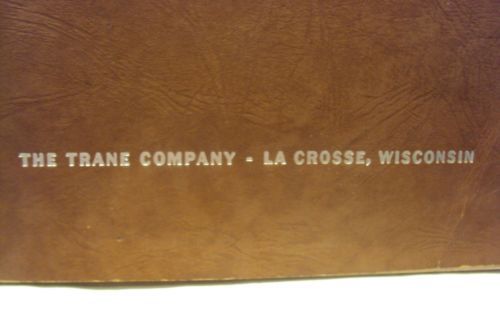 THE TRANE COMPANY - LA CROSSE, WISCONSIN